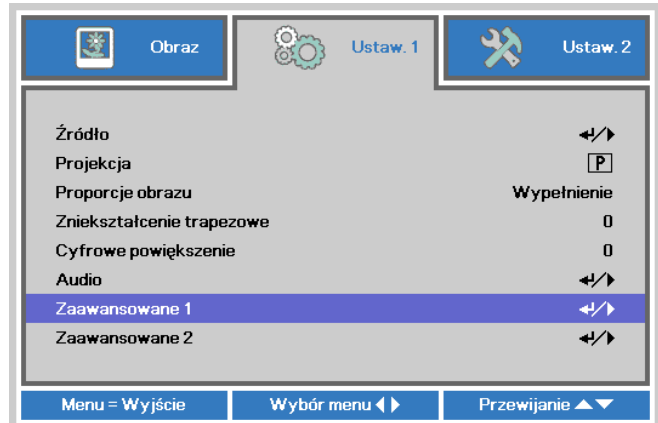 Obraz Ustaw. 1 Ustaw. 2
Źródło
Projekcja P
Proporcje obrazu Wypełnienie
Zniekształcenie trapezowe 0
Cyfrowe powiększenie 0
Audio
Zaawansowane 1
Zaawansowane 2
Menu = Wyjście Wybór menu Przewijanie